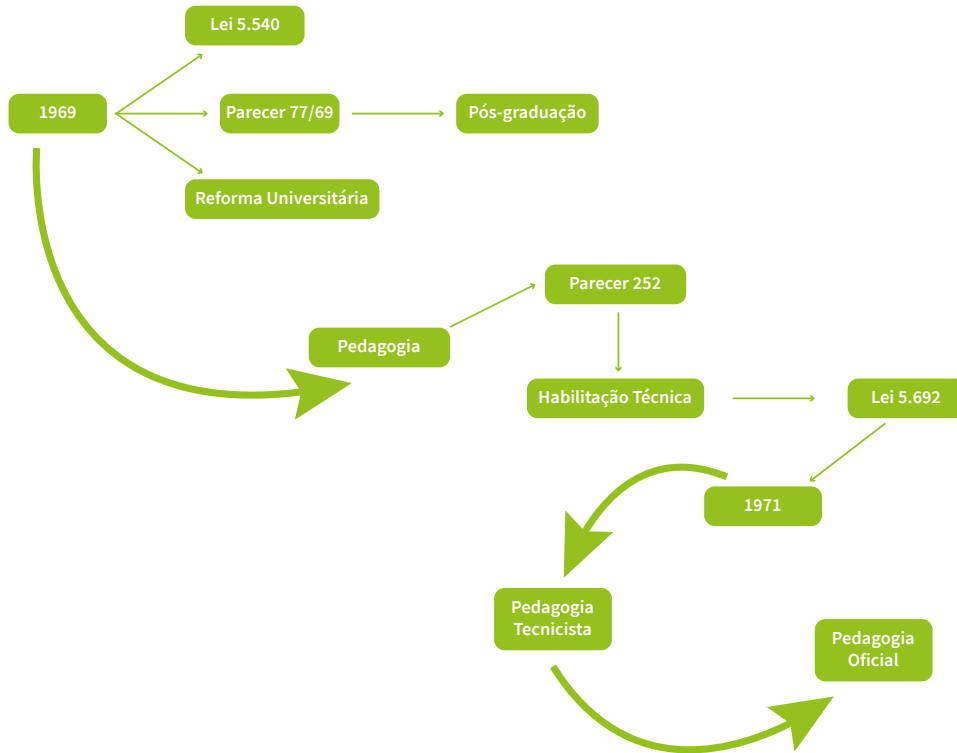 Lei 5.540
1969
Parecer 77/69
Pós-graduação
Reforma Universitária
Parecer 252
Pedagogia
Habilitação Técnica
Lei 5.692
1971
Pedagogia
Tecnicista
Pedagogia
Oficial